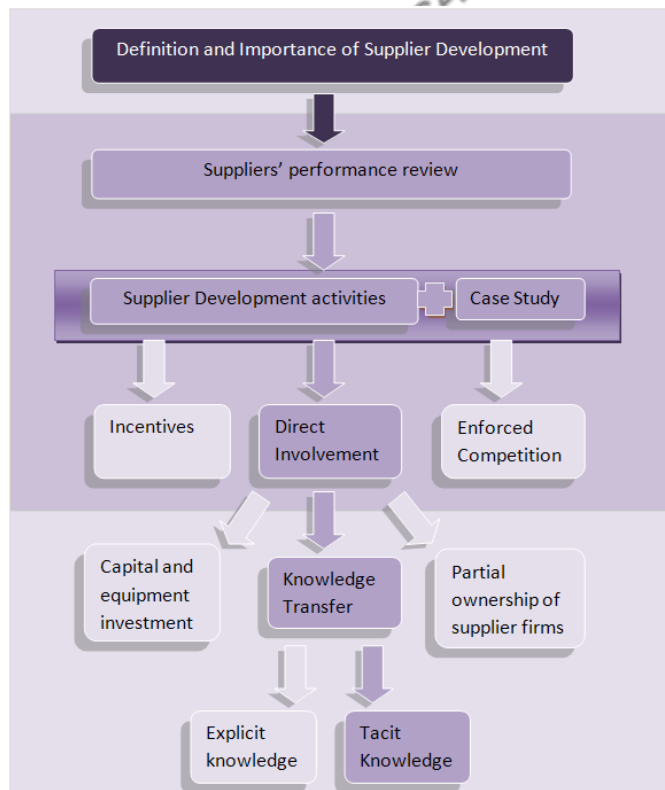 Definition and Importance of Supplier Development
Suppliers’ performance review
Supplier Development activities
Case Study
Incentives
Direct
Involvement
Enforced
Competition
Capital and
equipment
investment
Knowledge
Transfer
Partial
ownership of
supplier firms
Explicit
knowledge
Tacit
Knowledge